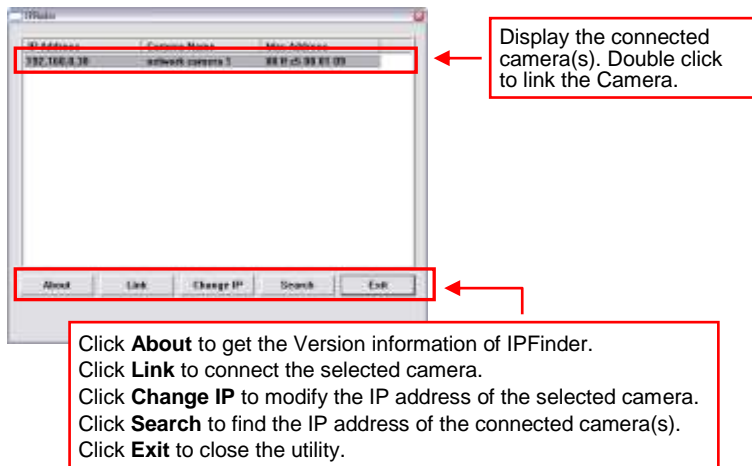 IPFinder
IP Address Camera Name Mac Address
192.168.0.30 network camera 1
Display the connected
camera(s). Double click
to link the Camera.
About Link Change IP Search Exit
Click About to get the Version information of IPFinder.
Click Link to connect the selected camera.
Click Change IP to modify the IP address of the selected camera.
Click Search to find the IP address of the connected camera(s).
Click Exit to close the utility.